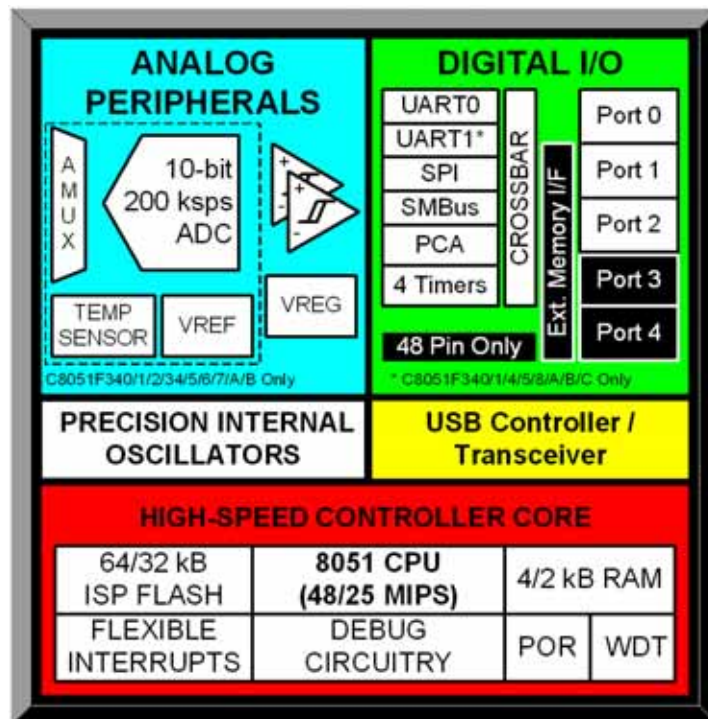 ANALOG
PERIPHERALS
A
M
U
X
10-bit
200 ksps
ADC
+
-
+
-
TEMP
SENSOR
VREF
VREG
C8051F340/1/2/34/5/6/7/A/B Only
DIGITAL I/O
UART0
UART1*
SPI
SMBus
PCA
4 Timers
CROSSBAR
Ext. Memory I/F
Port 0
Port 1
Port 2
Port 3
Port 4
48 Pin Only
* C8051F340/1/4/5/8/A/B/C Only
PRECISION INTERNAL
OSCILLATORS
USB Controller /
Transceiver
HIGH-SPEED CONTROLLER CORE
64/32 kB
ISP FLASH
8051 CPU
(48/25 MIPS)
4/2 kB RAM
FLEXIBLE
INTERRUPTS
DEBUG
CIRCUITRY
POR
WDT